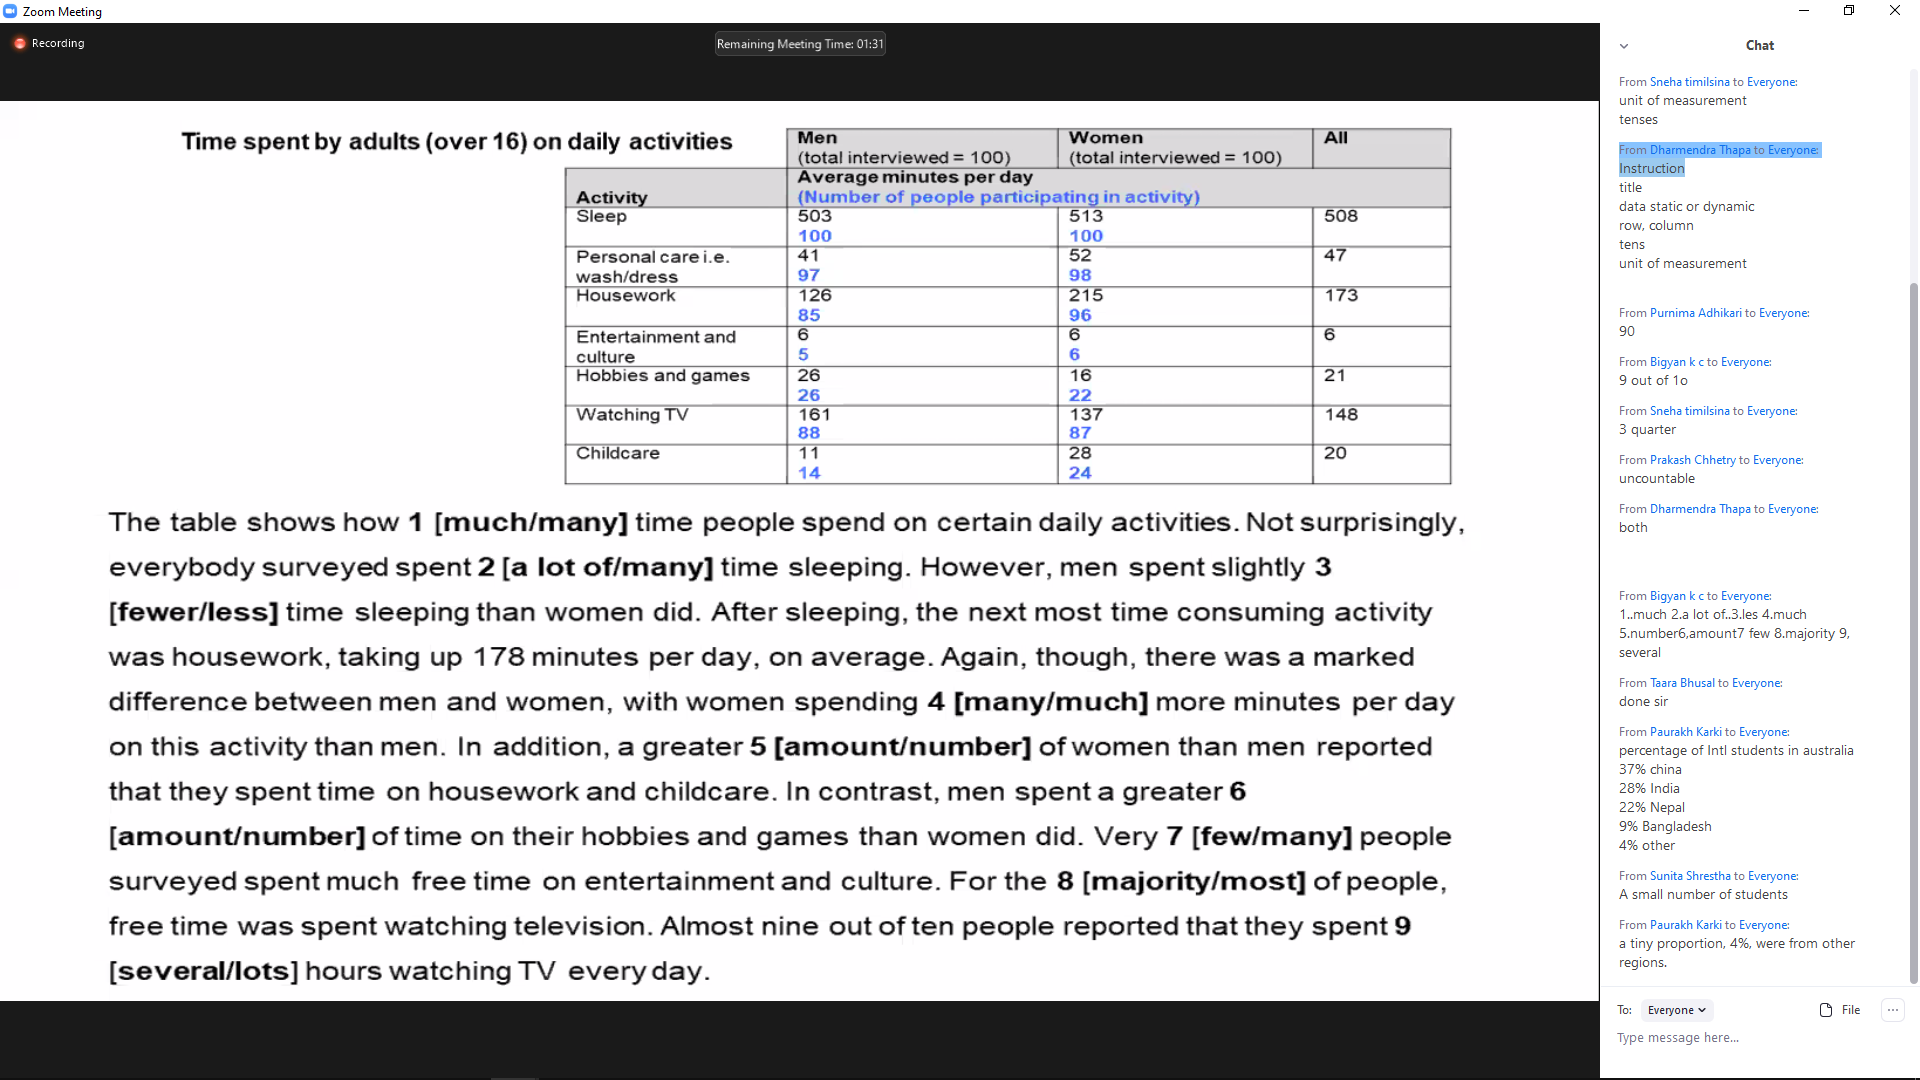 Zoom Meeting
Recording
Remaining Meeting Time: 01:31
Time spent by adults (over 16) on daily activities
Men Women All
(total interviewed = 100) (total interviewed = 100)
Activity
Average minutes per day
(Number of people participating in activity)
Sleep 503 513 508
100 100
Personal care i.e. 41 52 47
wash/dress 97 98
Housework 126 215 173
85 96
Entertainment and 6 6 6
culture 5 6
Hobbies and games 26 16 21
26 22
Watching TV 161 137 148
88 87
Childcare 11 28 20
14 24
The table shows how 1 [much/many] time people spend on certain daily activities. Not surprisingly,
everybody surveyed spent 2 [a lot of/many] time sleeping. However, men spent slightly 3
[fewer/less] time sleeping than women did. After sleeping, the next most time consuming activity
was housework, taking up 178 minutes per day, on average. Again, though, there was a marked
difference between men and women, with women spending 4 [many/much] more minutes per day
on this activity than men. In addition, a greater 5 [amount/number] of women than men reported
that they spent time on housework and childcare. In contrast, men spent a greater 6
[amount/number] of time on their hobbies and games than women did. Very 7 [few/many] people
surveyed spent much free time on entertainment and culture. For the 8 [majority/most] of people,
free time was spent watching television. Almost nine out of ten people reported that they spent 9
[several/lots] hours watching TV every day.
Chat
From Sneha timilsina to Everyone:
unit of measurement
tenses
From Dharmendra Thapa to Everyone:
Instruction
title
data static or dynamic
row, column
tens
unit of measurement
From Purnima Adhikari to Everyone:
90
From Bigyan k c to Everyone:
9 out of 1o
From Sneha timilsina to Everyone:
3 quarter
From Prakash Chhetry to Everyone:
uncountable
From Dharmendra Thapa to Everyone:
both
From Bigyan k c to Everyone:
1..much 2.a lot of..3.les 4.much
5.number6,amount7 few 8.majority 9,
several
From Taara Bhusal to Everyone:
done sir
From Paurakh Karki to Everyone:
percentage of Intl students in australia
37% china
28% India
22% Nepal
9% Bangladesh
4% other
From Sunita Shrestha to Everyone:
A small number of students
From Paurakh Karki to Everyone:
a tiny proportion, 4%, were from other
regions.
To: Everyone File
Type message here...